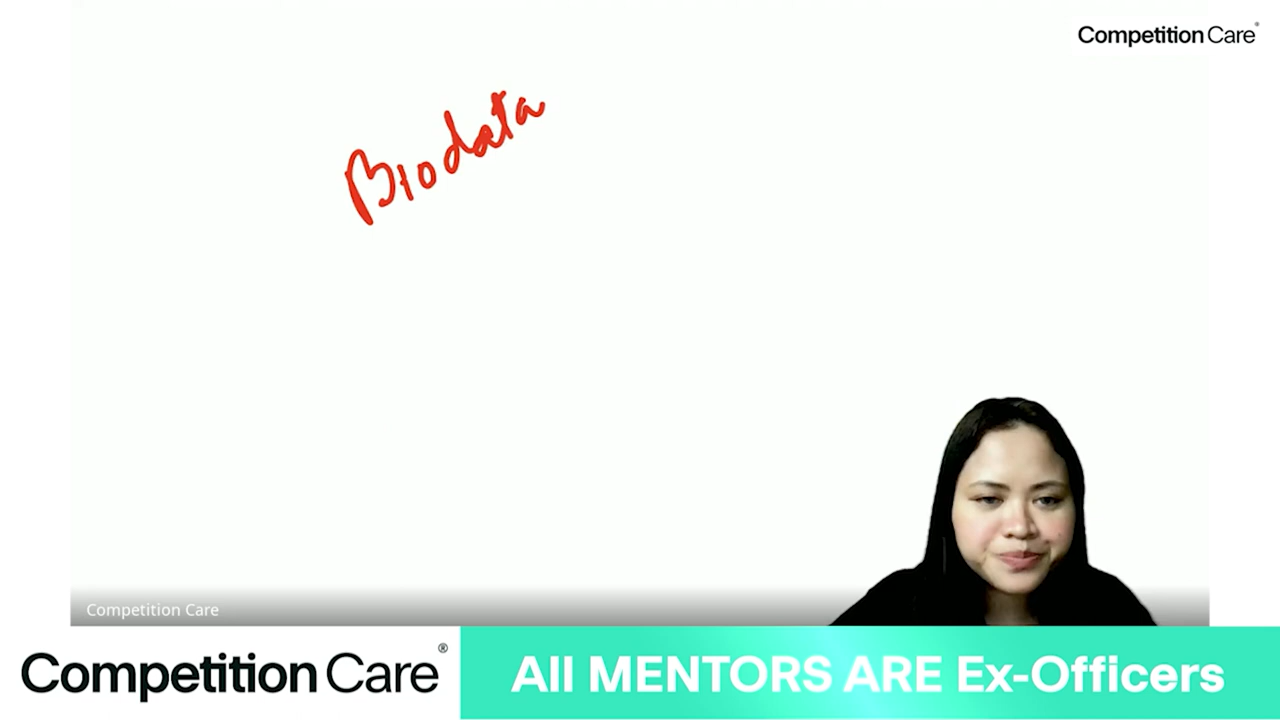 Competition Care®
Biodata
Competition Care
Competition Care®
All MENTORS ARE Ex-Officers